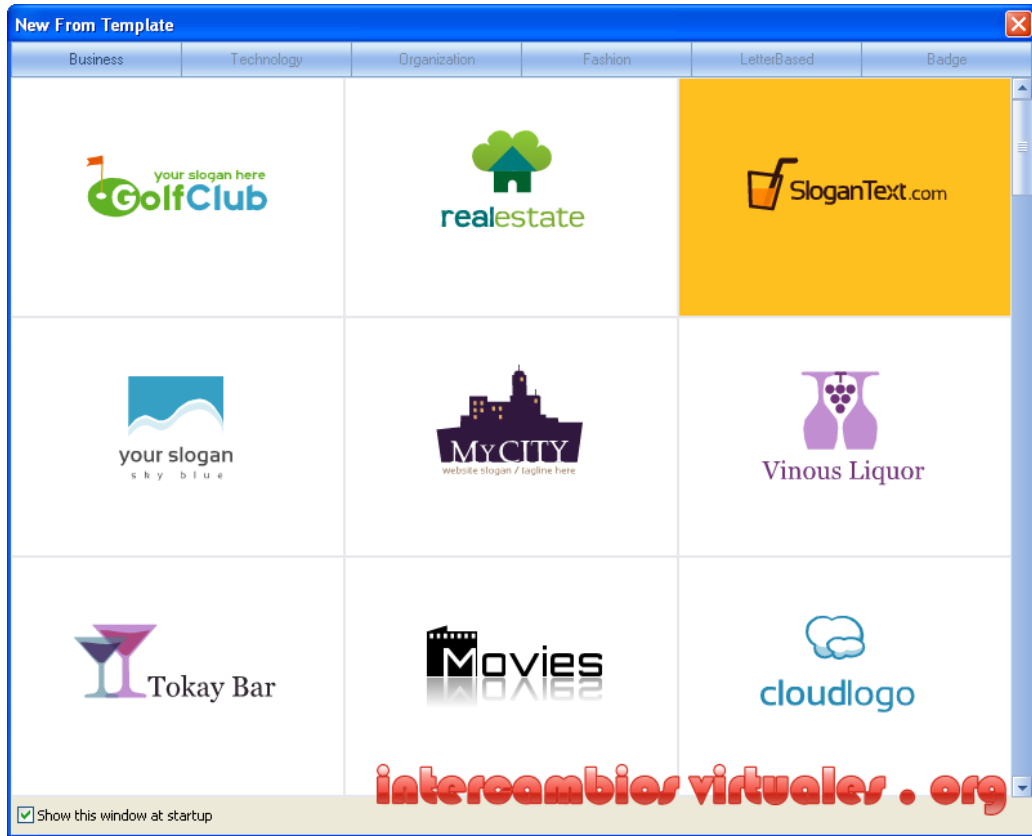 New From Template
Business Technology Organization Fashion LetterBased Badge
your slogan here
GolfClub
realestate
SloganText.com
your slogan
sky blue
MYCITY
website slogan / tagline here
Vinous Liquor
Tokay Bar
Movies
cloudlogo
intercambios virtuales . org
Show this window at startup